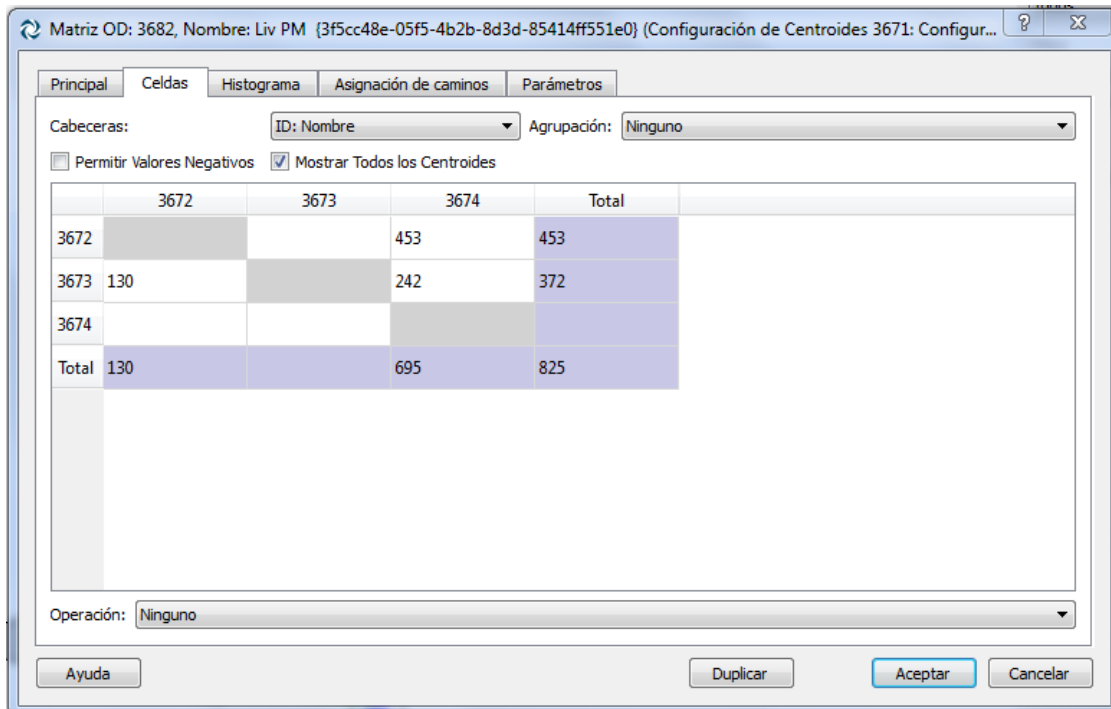 Matriz OD: 3682, Nombre: Liv PM {3f5cc48e-05f5-4b2b-8d3d-85414ff551e0} (Configuración de Centroides 3671: Configur...
Principal Celdas Histograma Asignación de caminos Parámetros
Cabeceras: ID: Nombre Agrupación: Ninguno
Permitir Valores Negativos Mostrar Todos los Centroides
3672 3673 3674 Total
3672 453 453
3673 130 242 372
3674
Total 130 695 825
Operación: Ninguno
Ayuda Duplicar Aceptar Cancelar